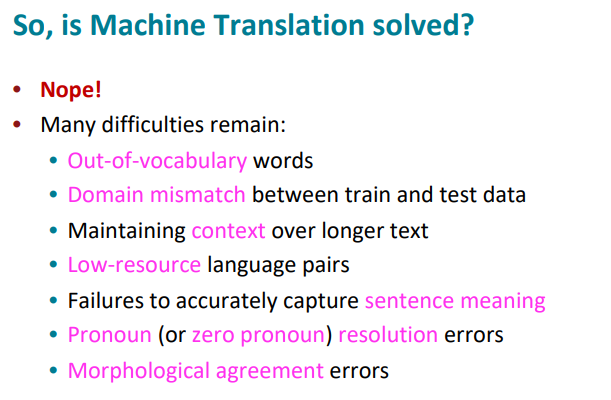 So, is Machine Translation solved?
• Nope!
• Many difficulties remain:
• Out-of-vocabulary words
• Domain mismatch between train and test data
• Maintaining context over longer text
• Low-resource language pairs
• Failures to accurately capture sentence meaning
• Pronoun (or zero pronoun) resolution errors
• Morphological agreement errors